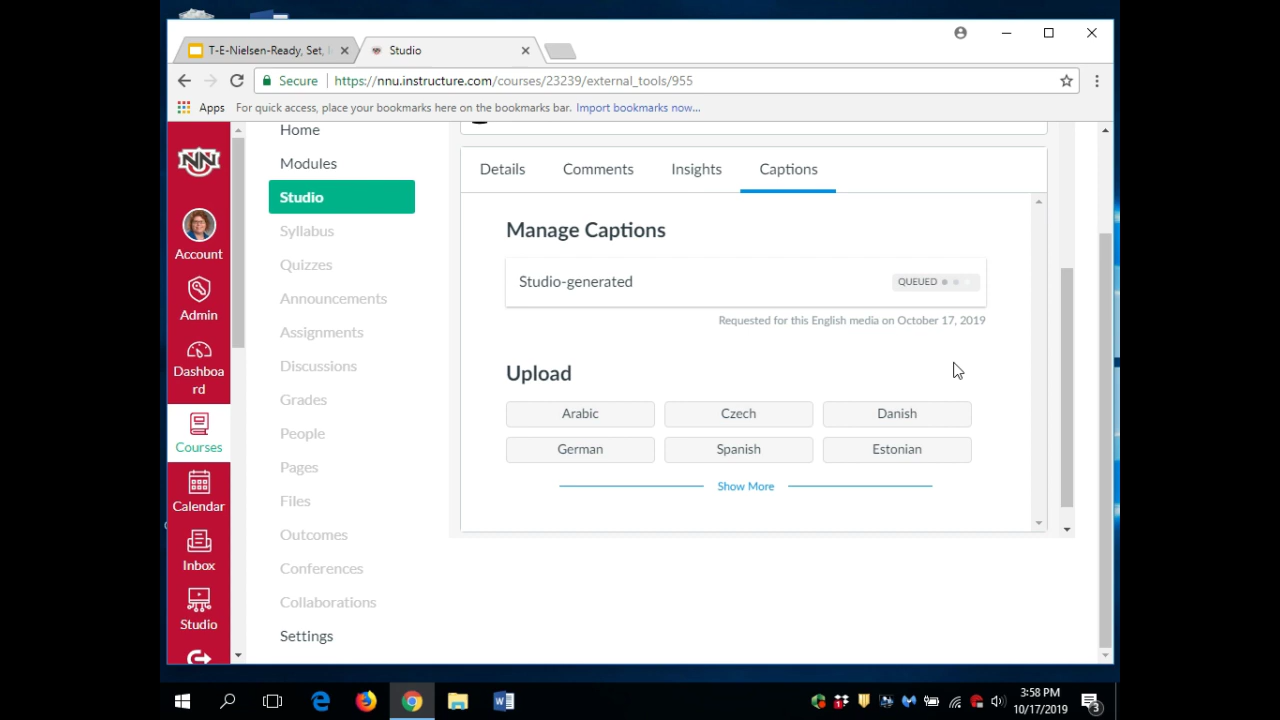 T-E-Nielsen-Ready, Set,
Studio
Secure
https://nnu.instructure.com/courses/23239/external_tools/955
Apps
For quick access, place your bookmarks here on the bookmarks bar. Import bookmarks now...
NN
Account
Admin
Dashboa
rd
Courses
Calendar
Inbox
Studio
Home
Modules
Studio
Syllabus
Quizzes
Announcements
Assignments
Discussions
Grades
People
Pages
Files
Outcomes
Conferences
Collaborations
Settings
Details Comments Insights Captions
Manage Captions
Studio-generated QUEUED
Requested for this English media on October 17, 2019
Upload
Arabic Czech Danish
German Spanish Estonian
Show More
3:58 PM
10/17/2019
3